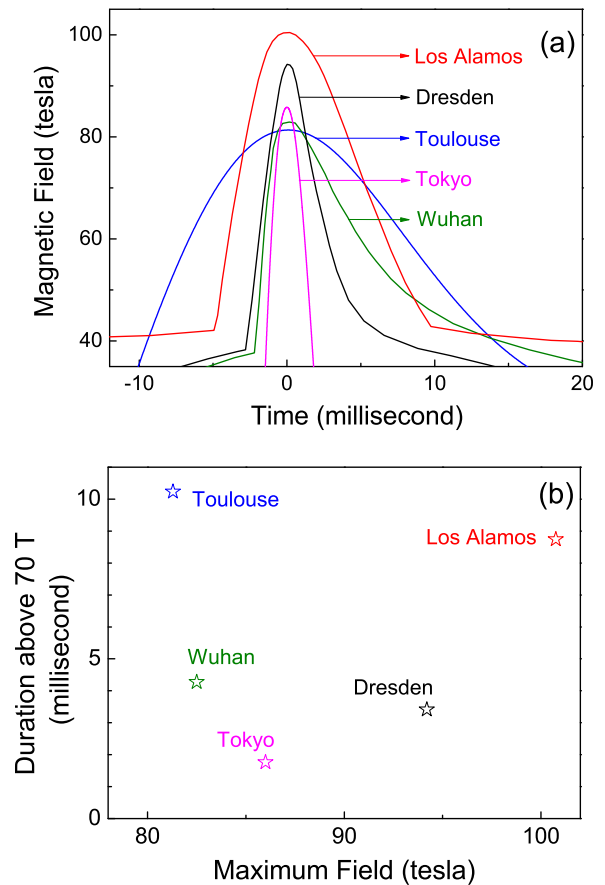 (a)
100
80
60
40
Magnetic Field (tesla)
Los Alamos
Dresden
Toulouse
Tokyo
Wuhan
-10
0
10
20
Time (millisecond)
(b)
10
5
0
Duration above 70 T
(millisecond)
Toulouse
Los Alamos
Wuhan
Dresden
Tokyo
80
90
100
Maximum Field (tesla)